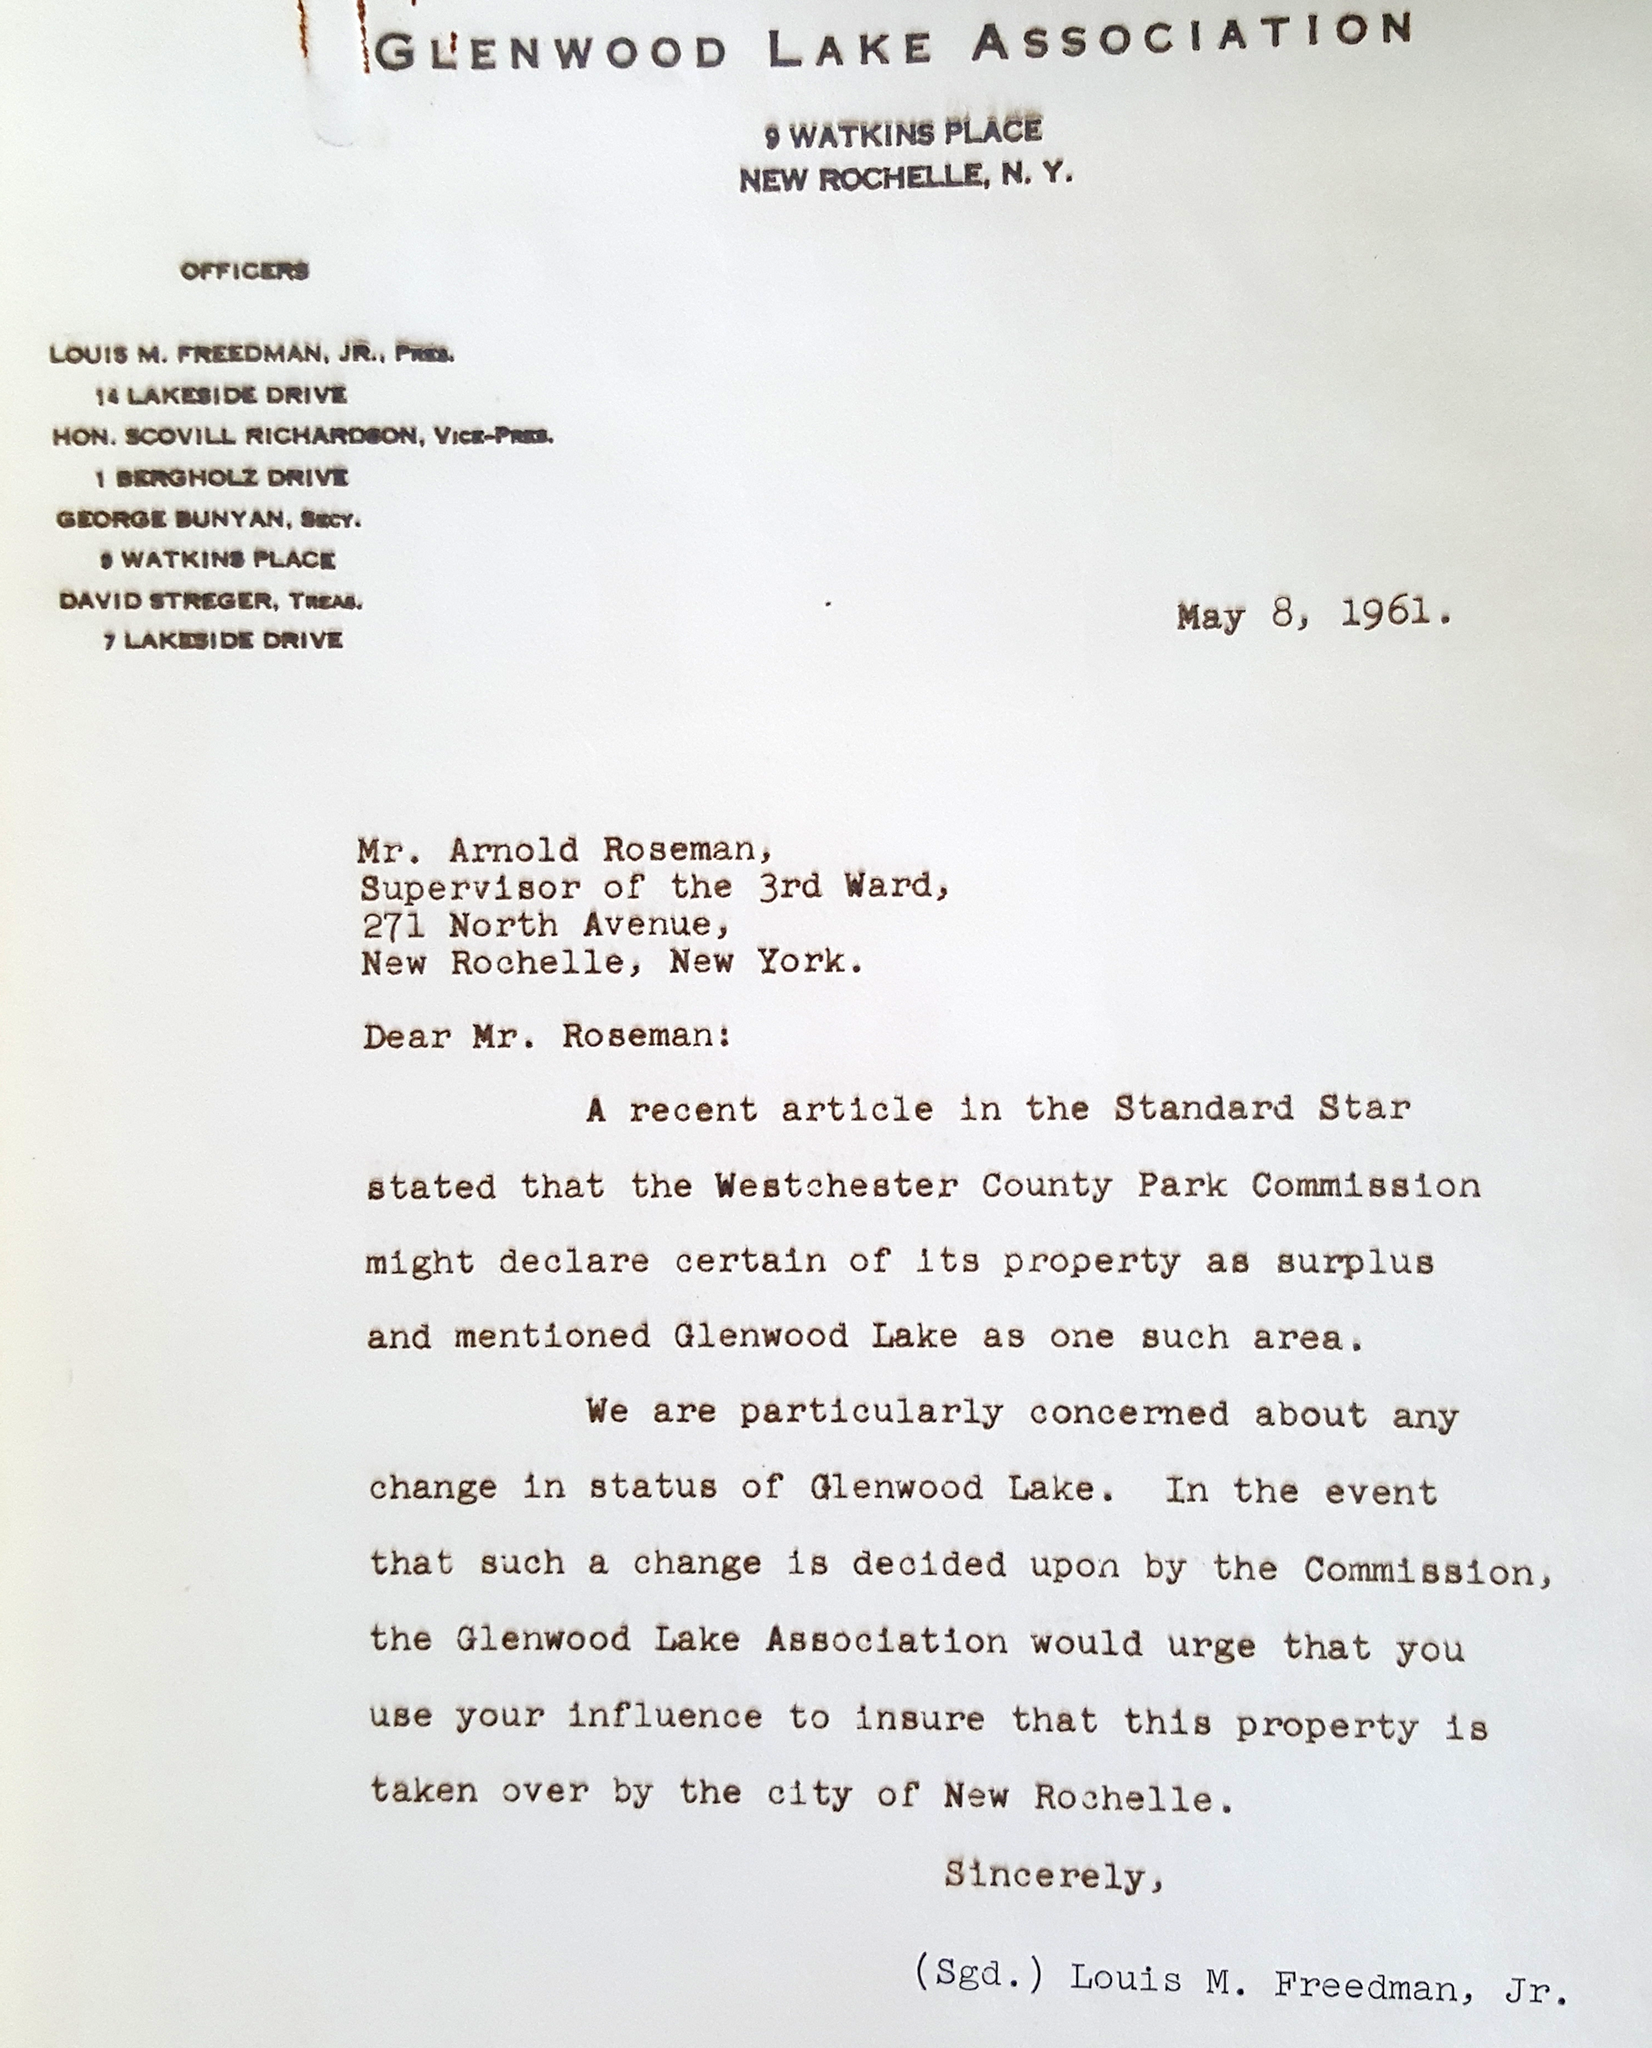 GLENWOOD LAKE ASSOCIATION
9 WATKINS PLACE
NEW ROCHELLE, N. Y.
OFFICERS
LOUIS M. FREEDMAN, JR., PRES.
14 LAKESIDE DRIVE
HON. SCOVILL RICHARDSON, VICE-PRES.
1 BERGHOLZ DRIVE
GEORGE BUNYAN, SECY.
9 WATKINS PLACE
DAVID STREGER, TREAS.
7 LAKESIDE DRIVE
May 8, 1961.
Mr. Arnold Roseman,
Supervisor of the 3rd Ward,
271 North Avenue,
New Rochelle, New York.
Dear Mr. Roseman:
A recent article in the Standard Star
stated that the Westchester County Park Commission
might declare certain of its property as surplus
and mentioned Glenwood Lake as one such area.
We are particularly concerned about any
change in status of Glenwood Lake. In the event
that such a change is decided upon by the Commission,
the Glenwood Lake Association would urge that you
use your influence to insure that this property is
taken over by the city of New Rochelle.
Sincerely,
(Sgd.) Louis M. Freedman, Jr.